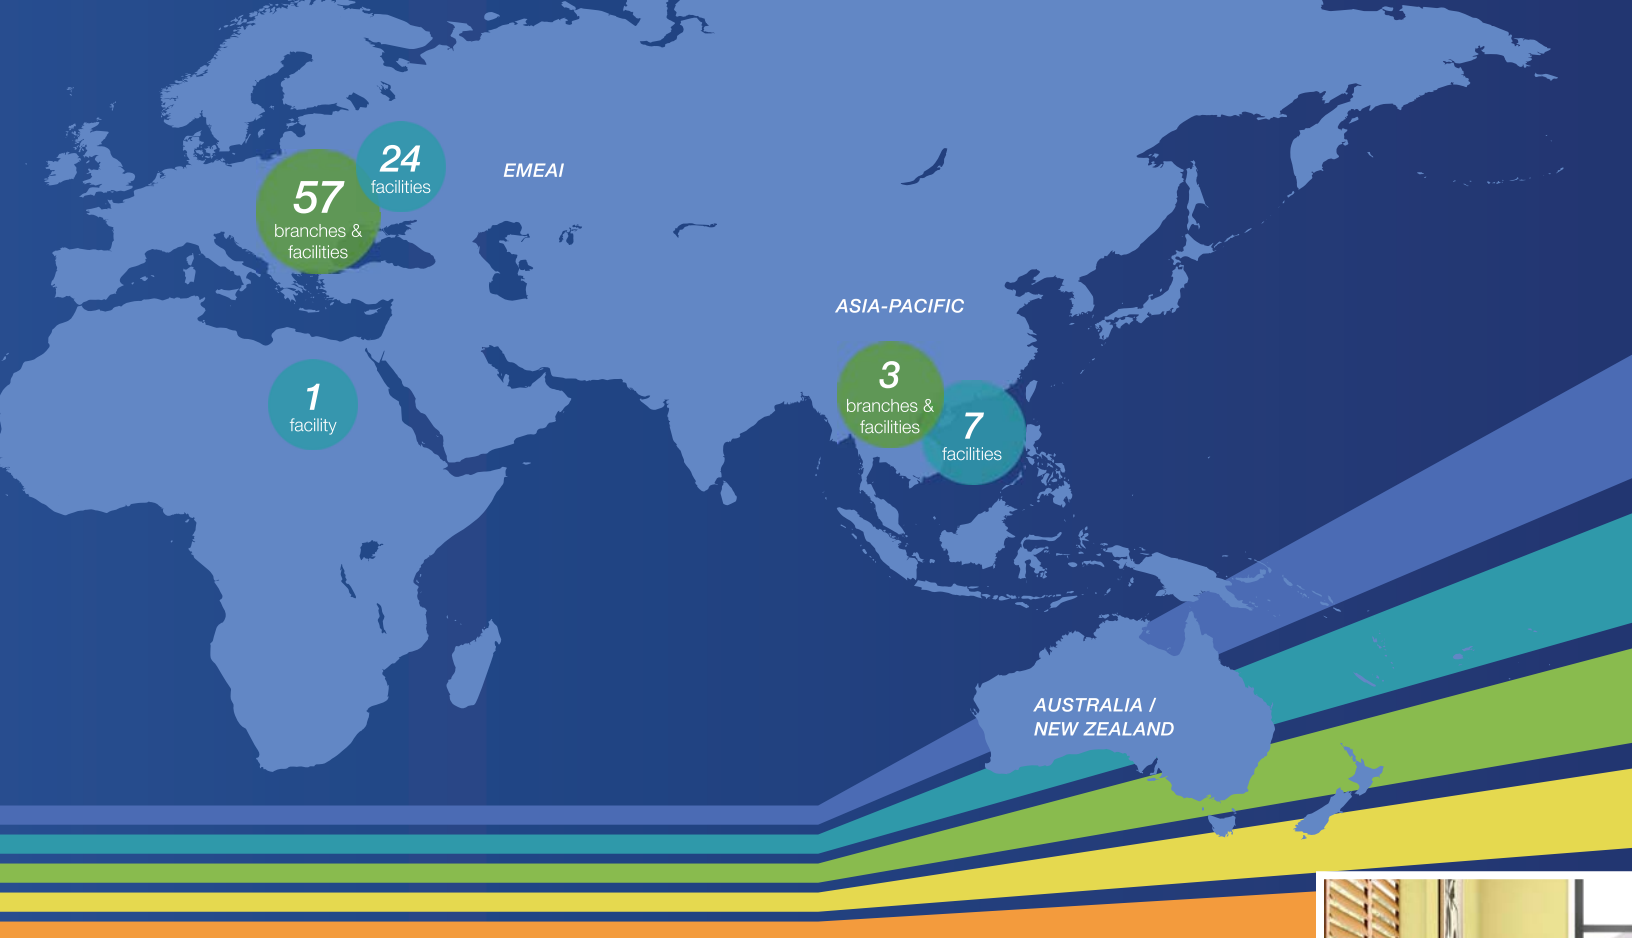 24
facilities
EMEAI
57
branches &
facilities
ASIA-PACIFIC
1
facility
3
branches &
facilities
7
facilities
AUSTRALIA /
NEW ZEALAND